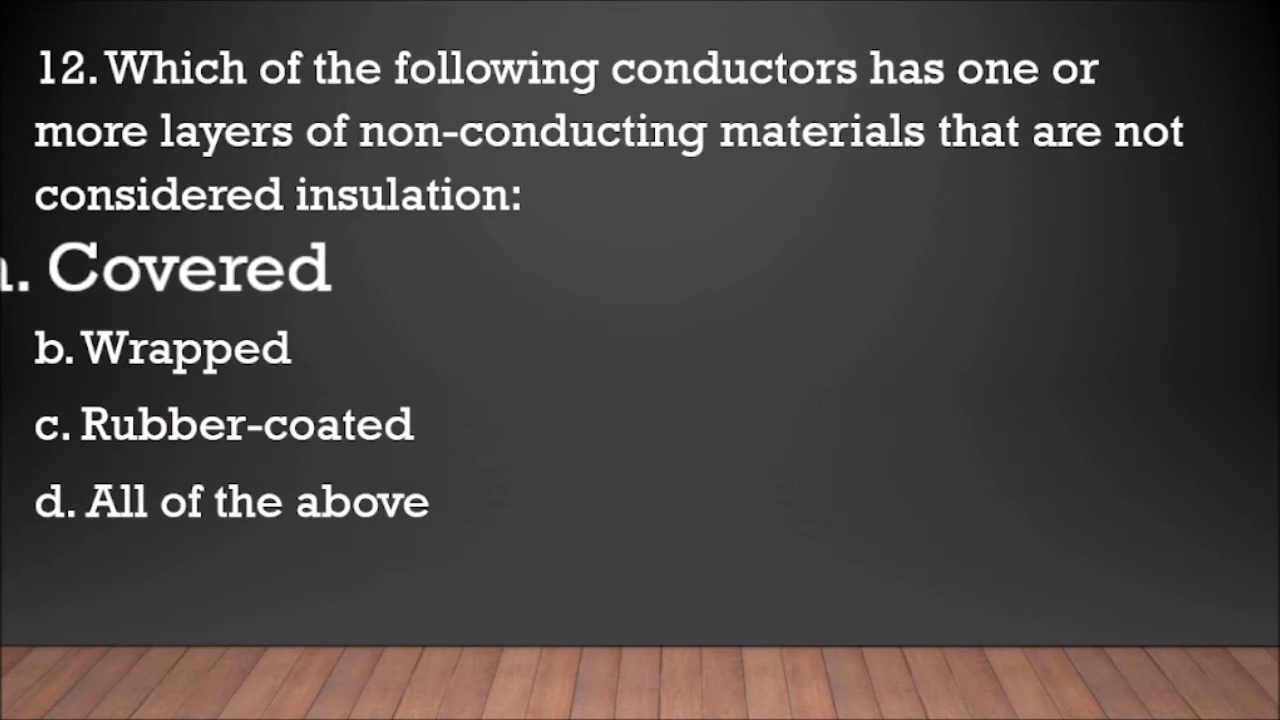 12. Which of the following conductors has one or
more layers of non-conducting materials that are not
considered insulation:
. Covered
b. Wrapped
c. Rubber-coated
d. All of the above